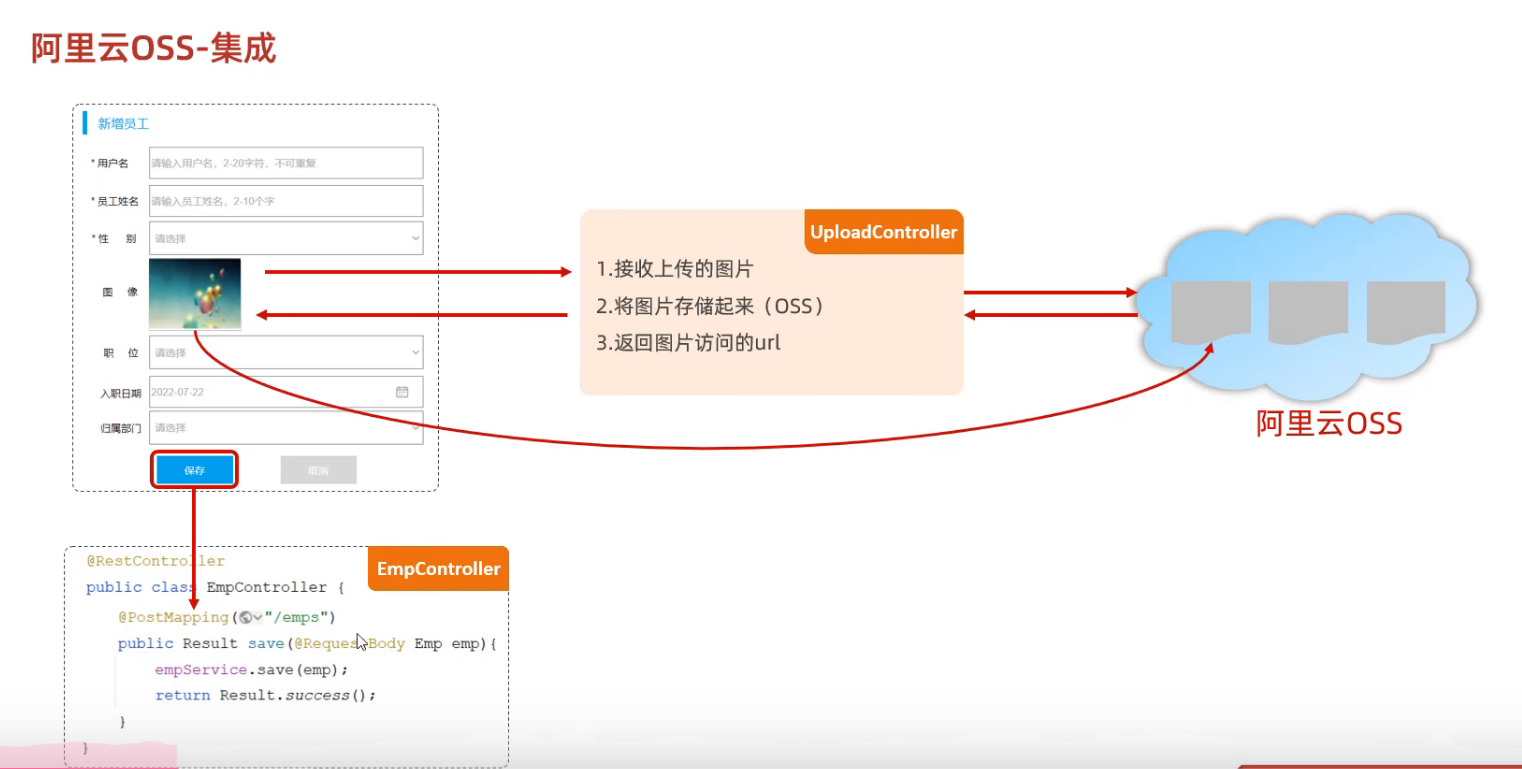 阿里云OSS-集成
新增员工
*用户名 请输入用户名，2-20字符，不可重复
*员工姓名 请输入员工姓名，2-10个字
*性 别 请选择
图 像
职 位 请选择
入职日期 2022-07-22
归属部门 请选择
保存 取消
UploadController
1.接收上传的图片
2.将图片存储起来（OSS）
3.返回图片访问的url
阿里云OSS
EmpController
@RestController
public class EmpController {
@PostMapping("/emps")
public Result save(@RequestBody Emp emp){
empService.save(emp);
return Result.success();
}
}